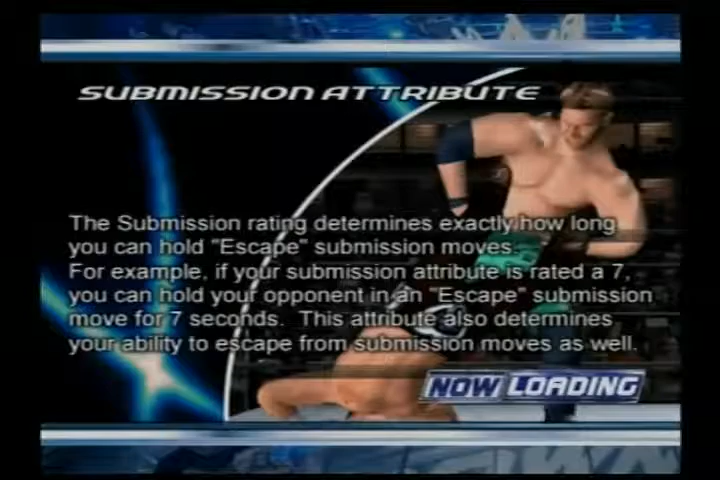 SUBMISSION ATTRIBUTE
The Submission rating determines exactly how long
you can hold "Escape" submission moves.
For example, if your submission attribute is rated a 7,
you can hold your opponent in an "Escape" submission
move for 7 seconds.  This attribute also determines
your ability to escape from submission moves as well.
NOW LOADING